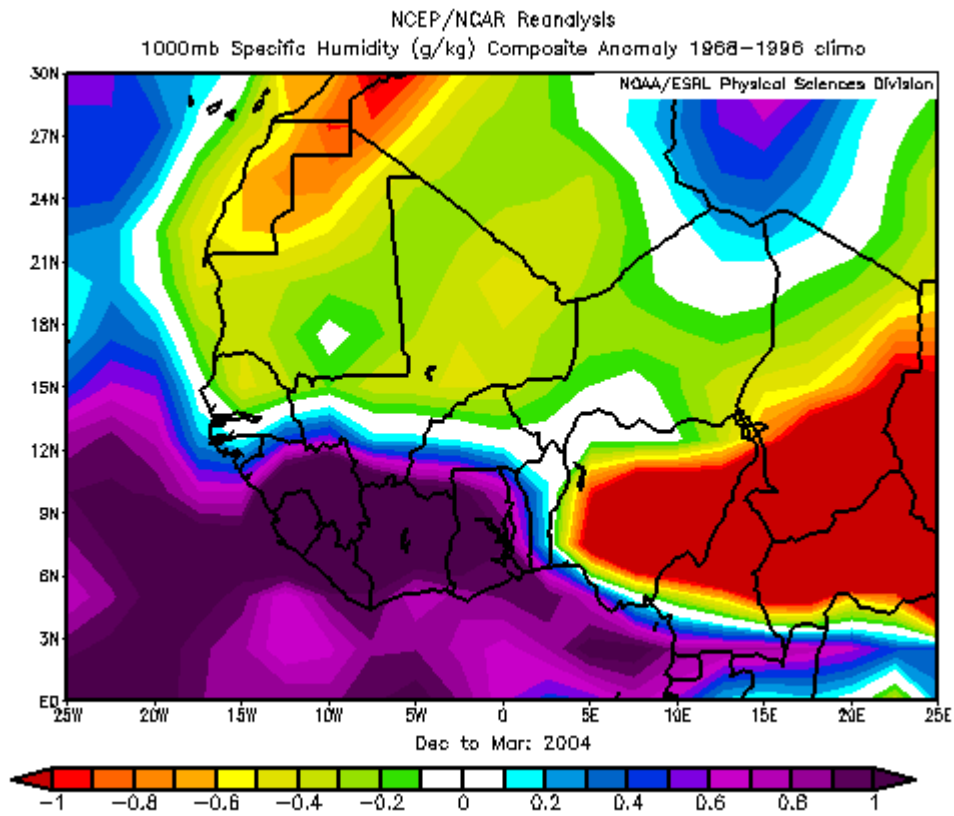 NCEP/NCAR Reanalysis
1000mb Specific Humidity (g/kg) Composite Anomaly 1968-1996 climo
NOAA/ESRL Physical Sciences Division
30N
27N
24N
21N
18N
15N
12N
9N
6N
3N
EQ
25W 20W 15W 10W 5W 0 5E 10E 15E 20E 25E
Dec to Mar: 2004
-1 -0.8 -0.6 -0.4 -0.2 0 0.2 0.4 0.6 0.8 1